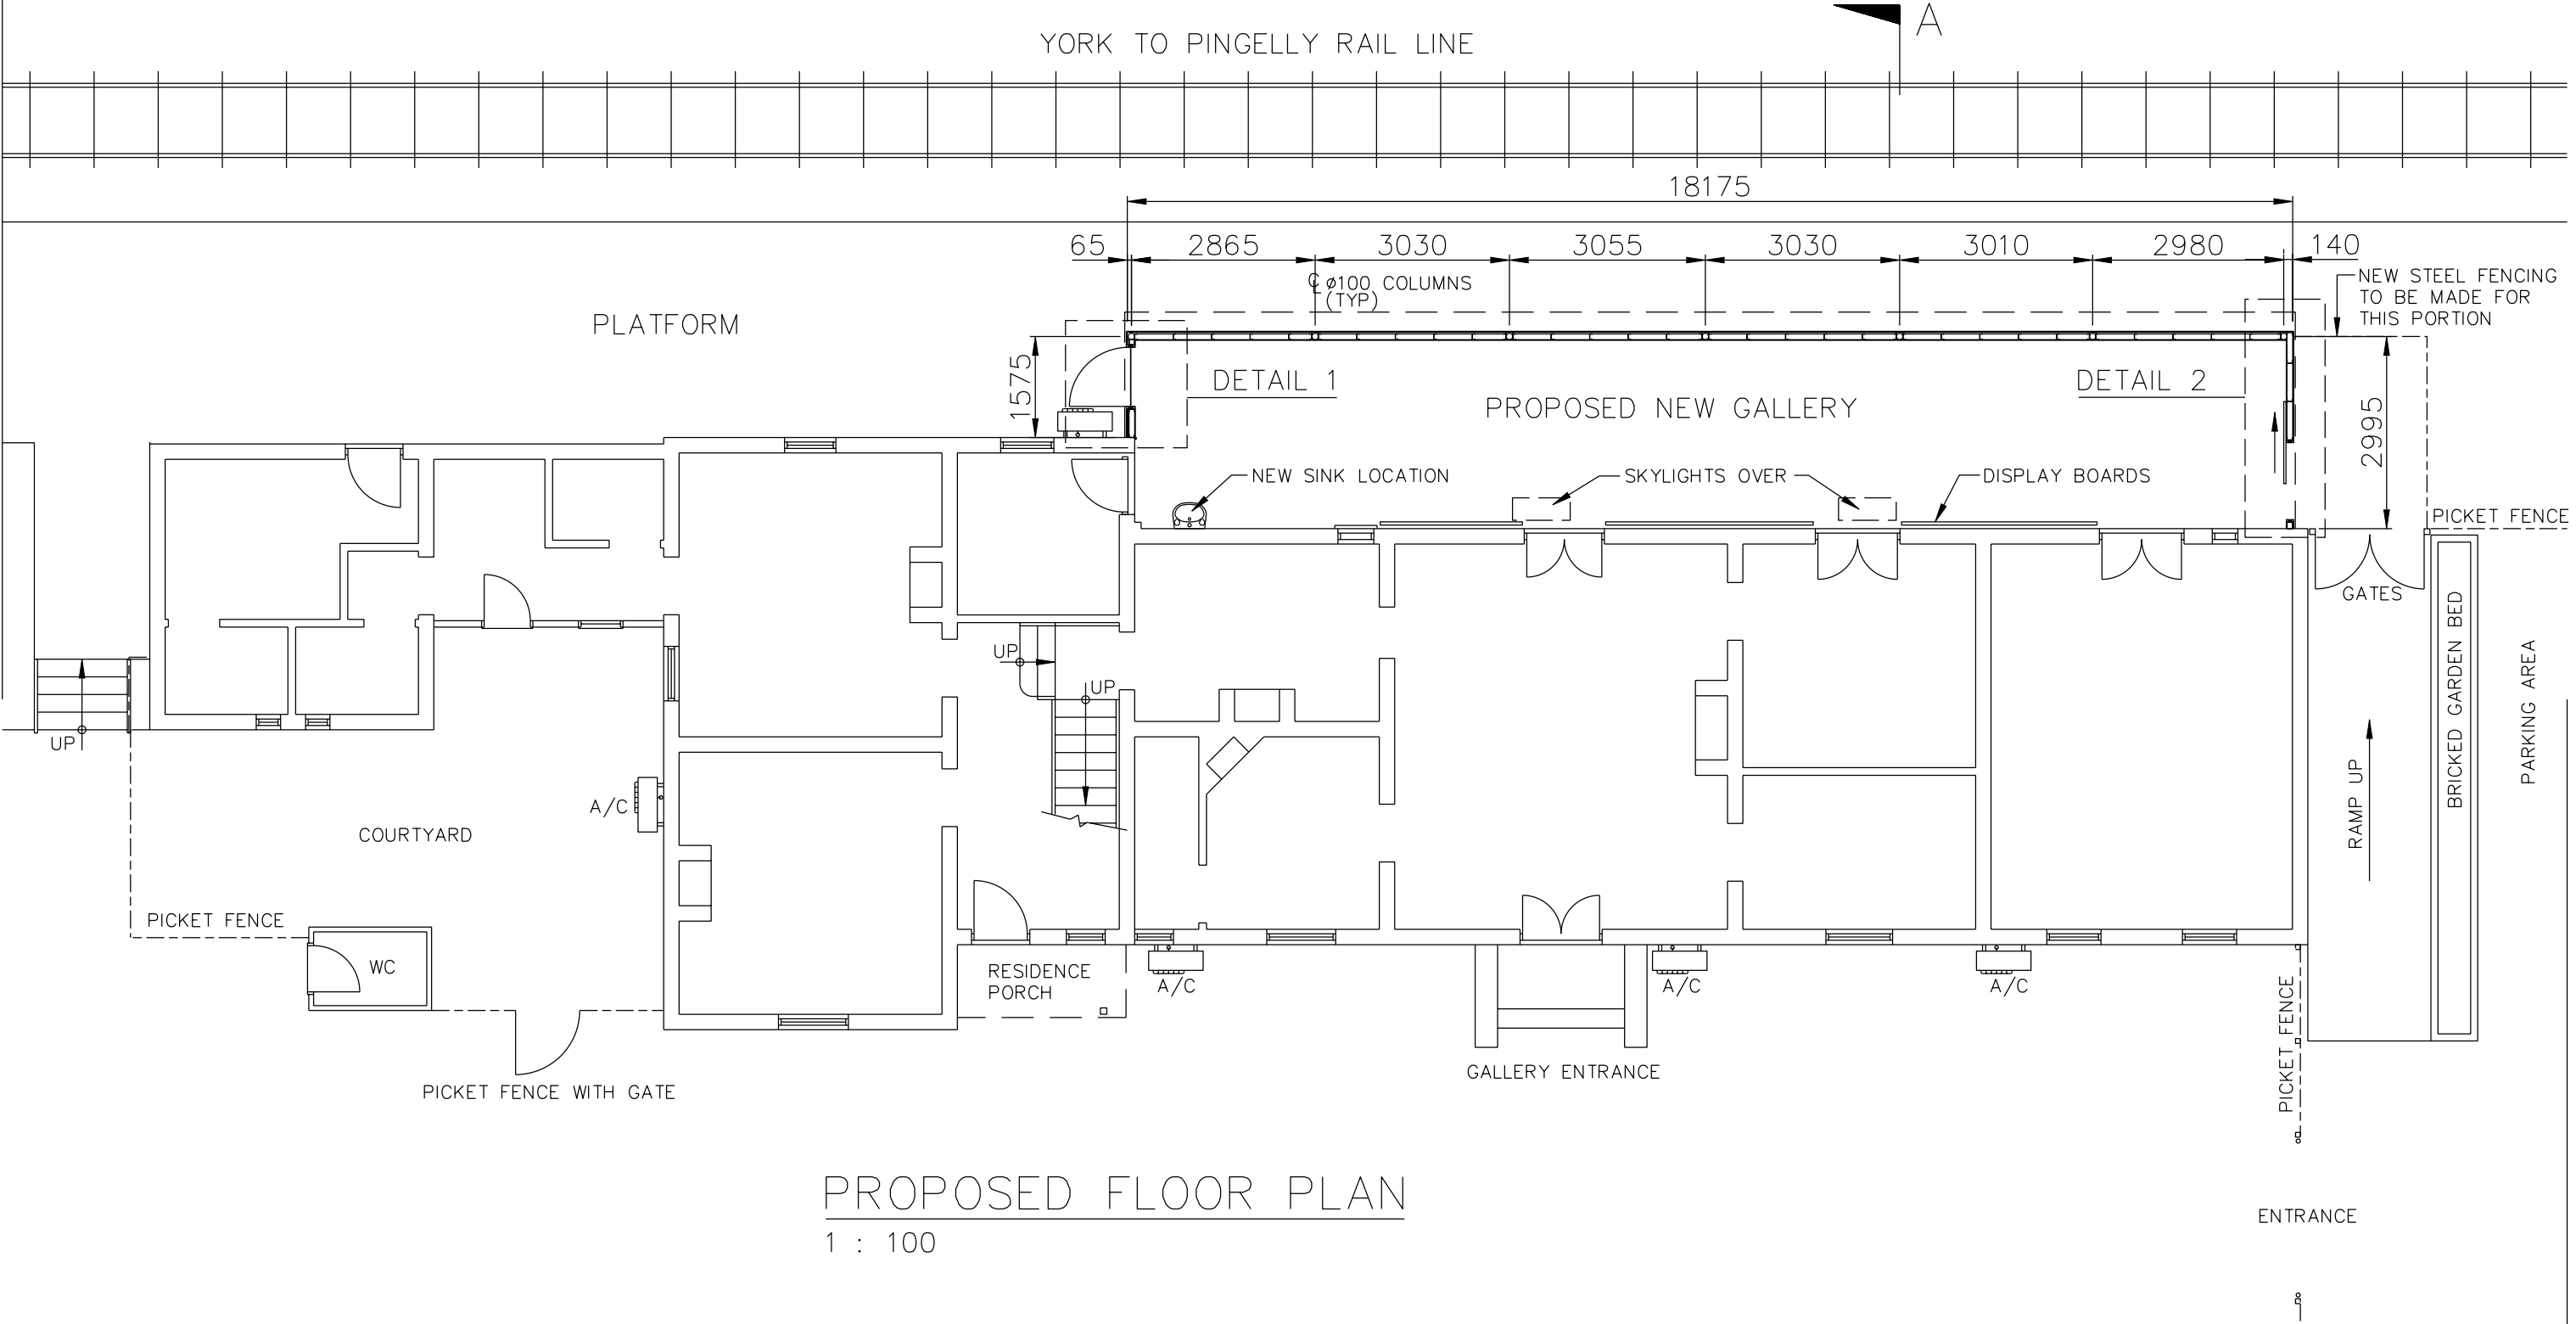 A
YORK TO PINGELLY RAIL LINE
18175
65 2865 3030 3055 3030 3010 2980 140
℄ ø100 COLUMNS
(TYP)
NEW STEEL FENCING
TO BE MADE FOR
THIS PORTION
PLATFORM
1575
DETAIL 1
PROPOSED NEW GALLERY
DETAIL 2
2995
NEW SINK LOCATION
SKYLIGHTS OVER
DISPLAY BOARDS
PICKET FENCE
GATES
BRICKED GARDEN BED
PARKING AREA
RAMP UP
UP
UP
UP
A/C
COURTYARD
PICKET FENCE
WC
RESIDENCE
PORCH
A/C
A/C
A/C
PICKET FENCE
GALLERY ENTRANCE
PICKET FENCE WITH GATE
PROPOSED FLOOR PLAN
1 : 100
ENTRANCE